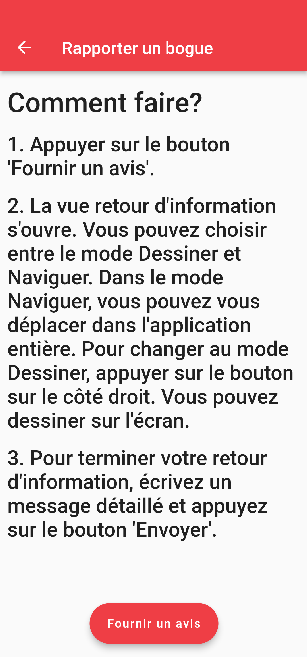 Rapporter un bogue
Comment faire?
1. Appuyer sur le bouton
'Fournir un avis'.
2. La vue retour d'information
s'ouvre. Vous pouvez choisir
entre le mode Dessiner et
Naviguer. Dans le mode
Naviguer, vous pouvez vous
déplacer dans l'application
entière. Pour changer au mode
Dessiner, appuyer sur le bouton
sur le côté droit. Vous pouvez
dessiner sur l'écran.
3. Pour terminer votre retour
d'information, écrivez un
message détaillé et appuyez
sur le bouton 'Envoyer'.
Fournir un avis